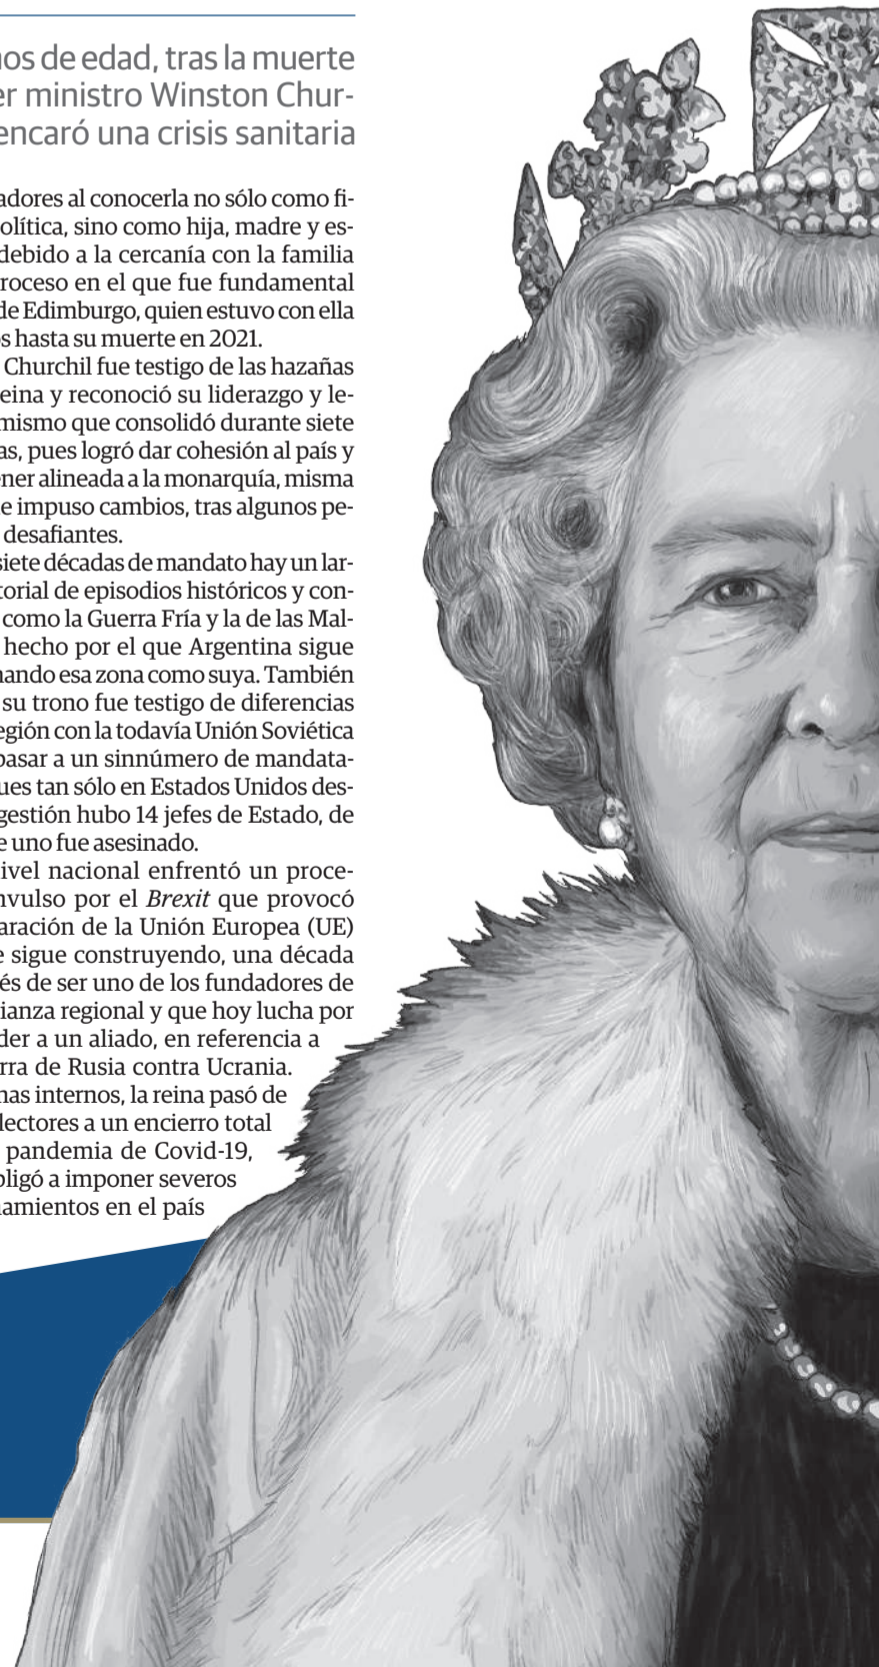 nos de edad, tras la muerte
er ministro Winston Chur-
encaró una crisis sanitaria
adores al conocerla no sólo como fi-
olítica, sino como hija, madre y es-
debido a la cercanía con la familia
roceso en el que fue fundamental
de Edimburgo, quien estuvo con ella
s hasta su muerte en 2021.
Churchil fue testigo de las hazañas
eina y reconoció su liderazgo y le-
mismo que consolidó durante siete
as, pues logró dar cohesión al país y
ener alineada a la monarquía, misma
e impuso cambios, tras algunos pe-
desafiantes.
siete décadas de mandato hay un lar-
torial de episodios históricos y con-
como la Guerra Fría y la de las Mal-
hecho por el que Argentina sigue
nando esa zona como suya. También
su trono fue testigo de diferencias
egión con la todavía Unión Soviética
pasar a un sinnúmero de mandata-
ues tan sólo en Estados Unidos des-
gestión hubo 14 jefes de Estado, de
e uno fue asesinado.
ivel nacional enfrentó un proce-
nvulso por el Brexit que provocó
aración de la Unión Europea (UE)
e sigue construyendo, una década
és de ser uno de los fundadores de
ianza regional y que hoy lucha por
der a un aliado, en referencia a
rra de Rusia contra Ucrania.
nas internos, la reina pasó de
lectores a un encierro total
pandemia de Covid-19,
bligó a imponer severos
namientos en el país